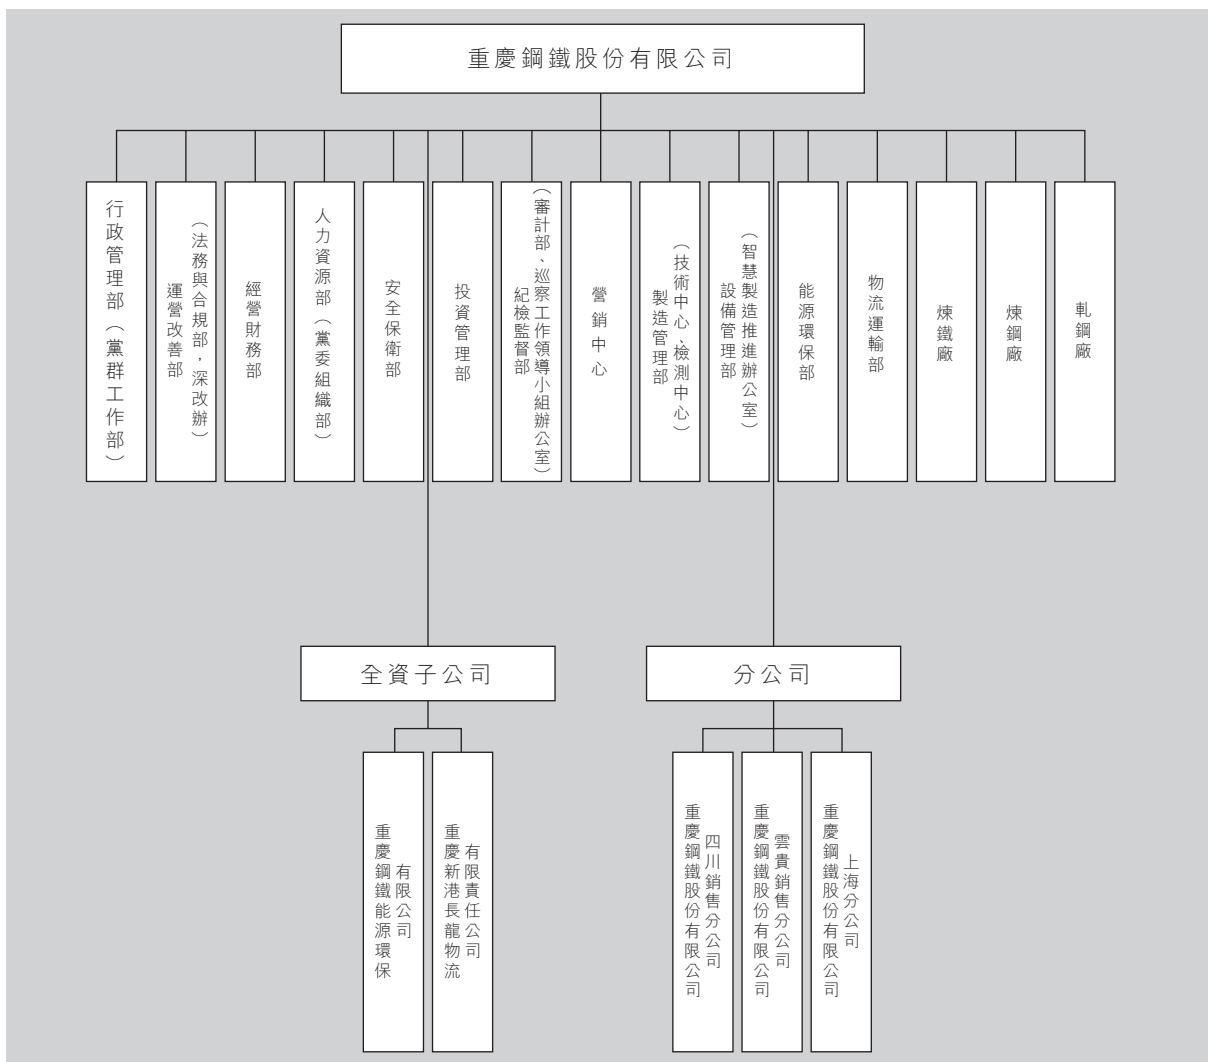 重慶鋼鐵股份有限公司
行政管理部（黨群工作部）
運營改善部
（法務與合規部，深改辦）
經營財務部
人力資源部（黨委組織部）
安全保衛部
投資管理部
紀檢監督部
（審計部、巡察工作領導小組辦公室）
營銷中心
製造管理部
（技術中心、檢測中心）
設備管理部
（智慧製造推進辦公室）
能源環保部
物流運輸部
煉鐵廠
煉鋼廠
軋鋼廠
全資子公司
分公司
重慶鋼鐵能源環保
有限公司
重慶新港長龍物流
有限責任公司
重慶鋼鐵股份有限公司
四川銷售分公司
重慶鋼鐵股份有限公司
雲貴銷售分公司
重慶鋼鐵股份有限公司
上海分公司